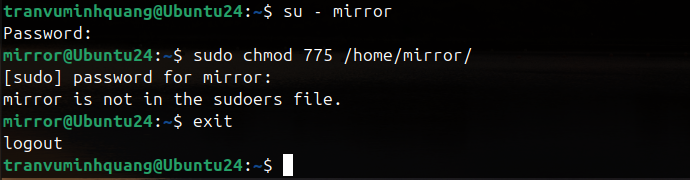 tranvuminhquang@Ubuntu24:~$ su - mirror
Password:
mirror@Ubuntu24:~$ sudo chmod 775 /home/mirror/
[sudo] password for mirror:
mirror is not in the sudoers file.
mirror@Ubuntu24:~$ exit
logout
tranvuminhquang@Ubuntu24:~$